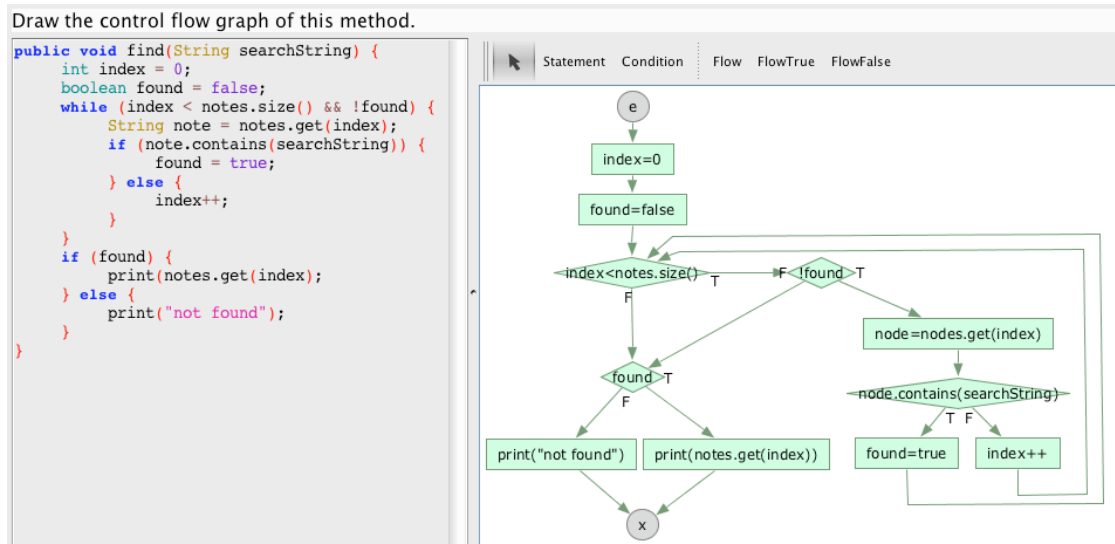 Draw the control flow graph of this method.
public void find(String searchString) {
int index = 0;
boolean found = false;
while (index < notes.size() && !found) {
String note = notes.get(index);
if (note.contains(searchString)) {
found = true;
} else {
index++;
}
}
if (found) {
print(notes.get(index);
} else {
print("not found");
}
}
Statement Condition Flow FlowTrue FlowFalse
e
index=0
found=false
index<notes.size() T F
F !found T
node=nodes.get(index)
found T
F
node.contains(searchString)
T F
print("not found") print(notes.get(index)) found=true index++
x